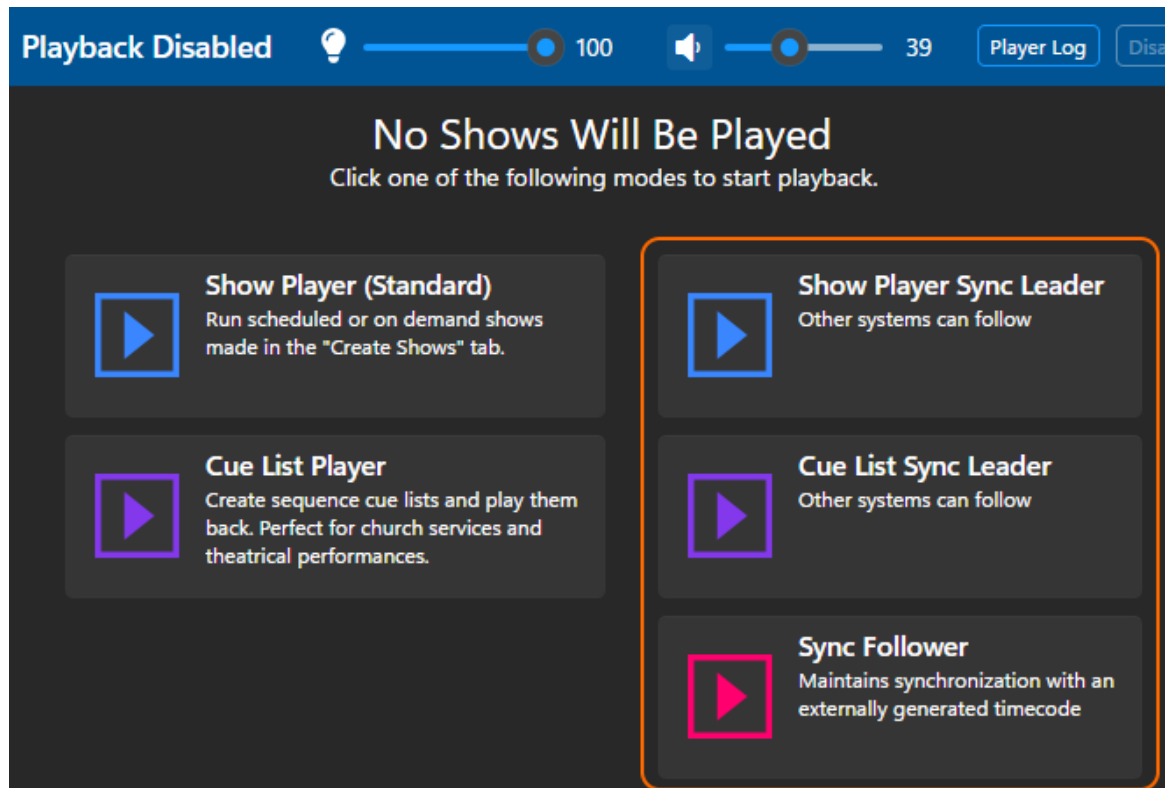 Playback Disabled 100 39 Player Log Disa
No Shows Will Be Played
Click one of the following modes to start playback.
Show Player (Standard)
Run scheduled or on demand shows
made in the "Create Shows" tab.
Show Player Sync Leader
Other systems can follow
Cue List Player
Create sequence cue lists and play them
back. Perfect for church services and
theatrical performances.
Cue List Sync Leader
Other systems can follow
Sync Follower
Maintains synchronization with an
externally generated timecode